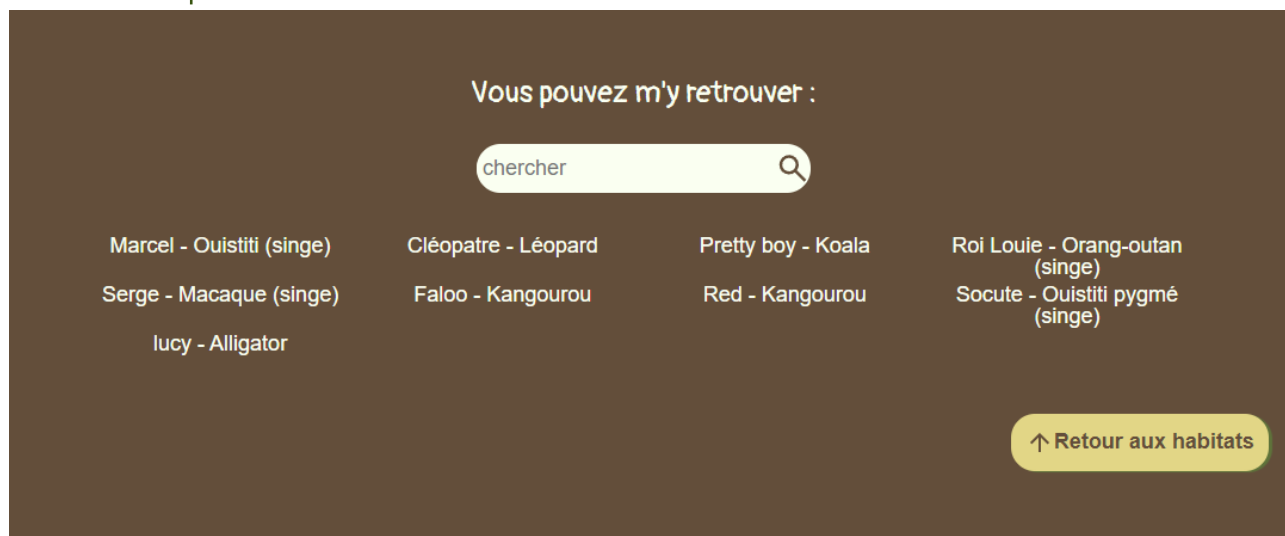 Vous pouvez m'y retrouver :
chercher
Marcel - Ouistiti (singe)
Cléopatre - Léopard
Pretty boy - Koala
Roi Louie - Orang-outan
(singe)
Serge - Macaque (singe)
Faloo - Kangourou
Red - Kangourou
Socute - Ouistiti pygmé
(singe)
lucy - Alligator
Retour aux habitats